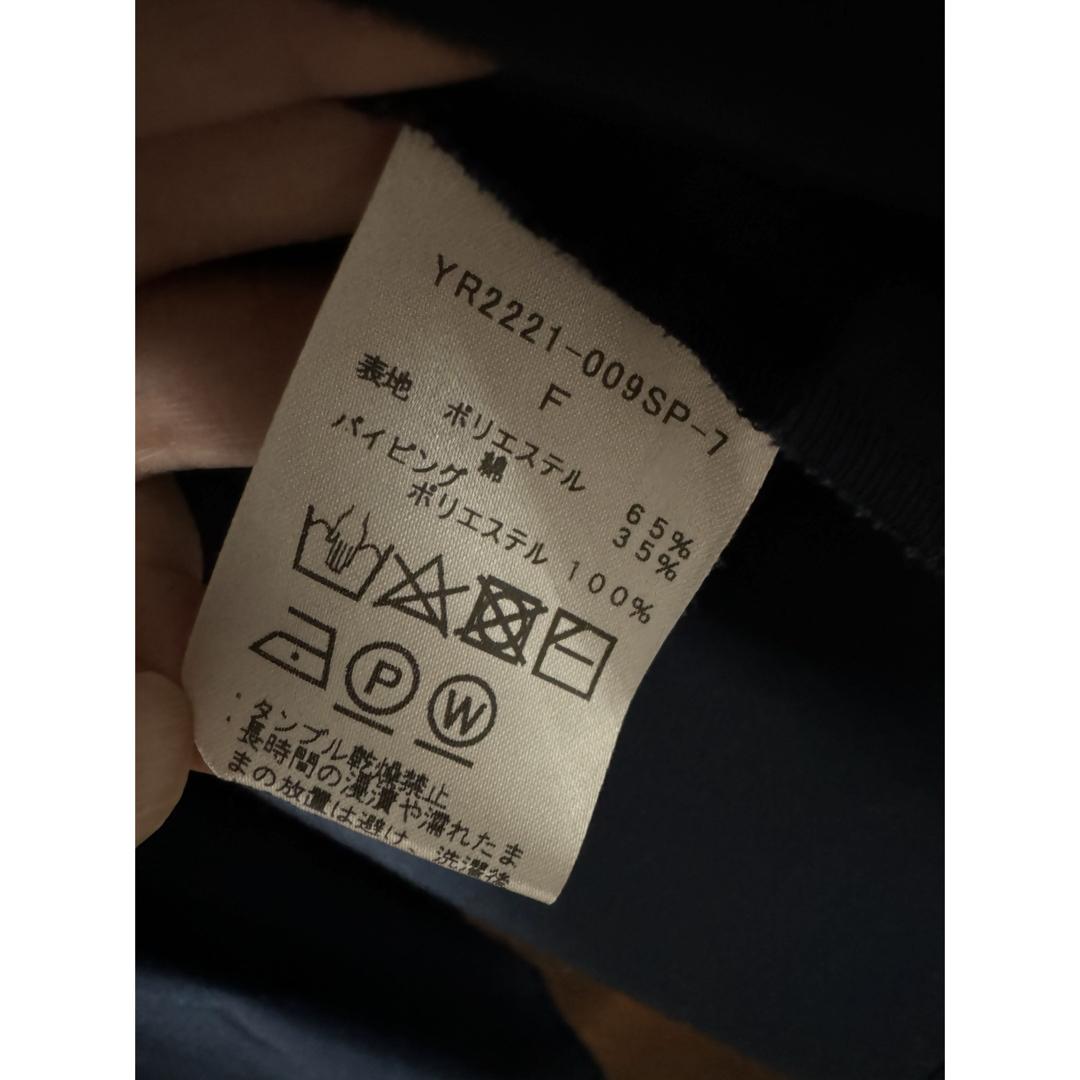 YR2221-009SP-7
F
表地 ポリエステル 65%
綿 35%
パイピング
ポリエステル 100%
P
W
・タンブル乾燥禁止
・長時間の浸漬や濡れたま
まの放置は避け、洗濯後